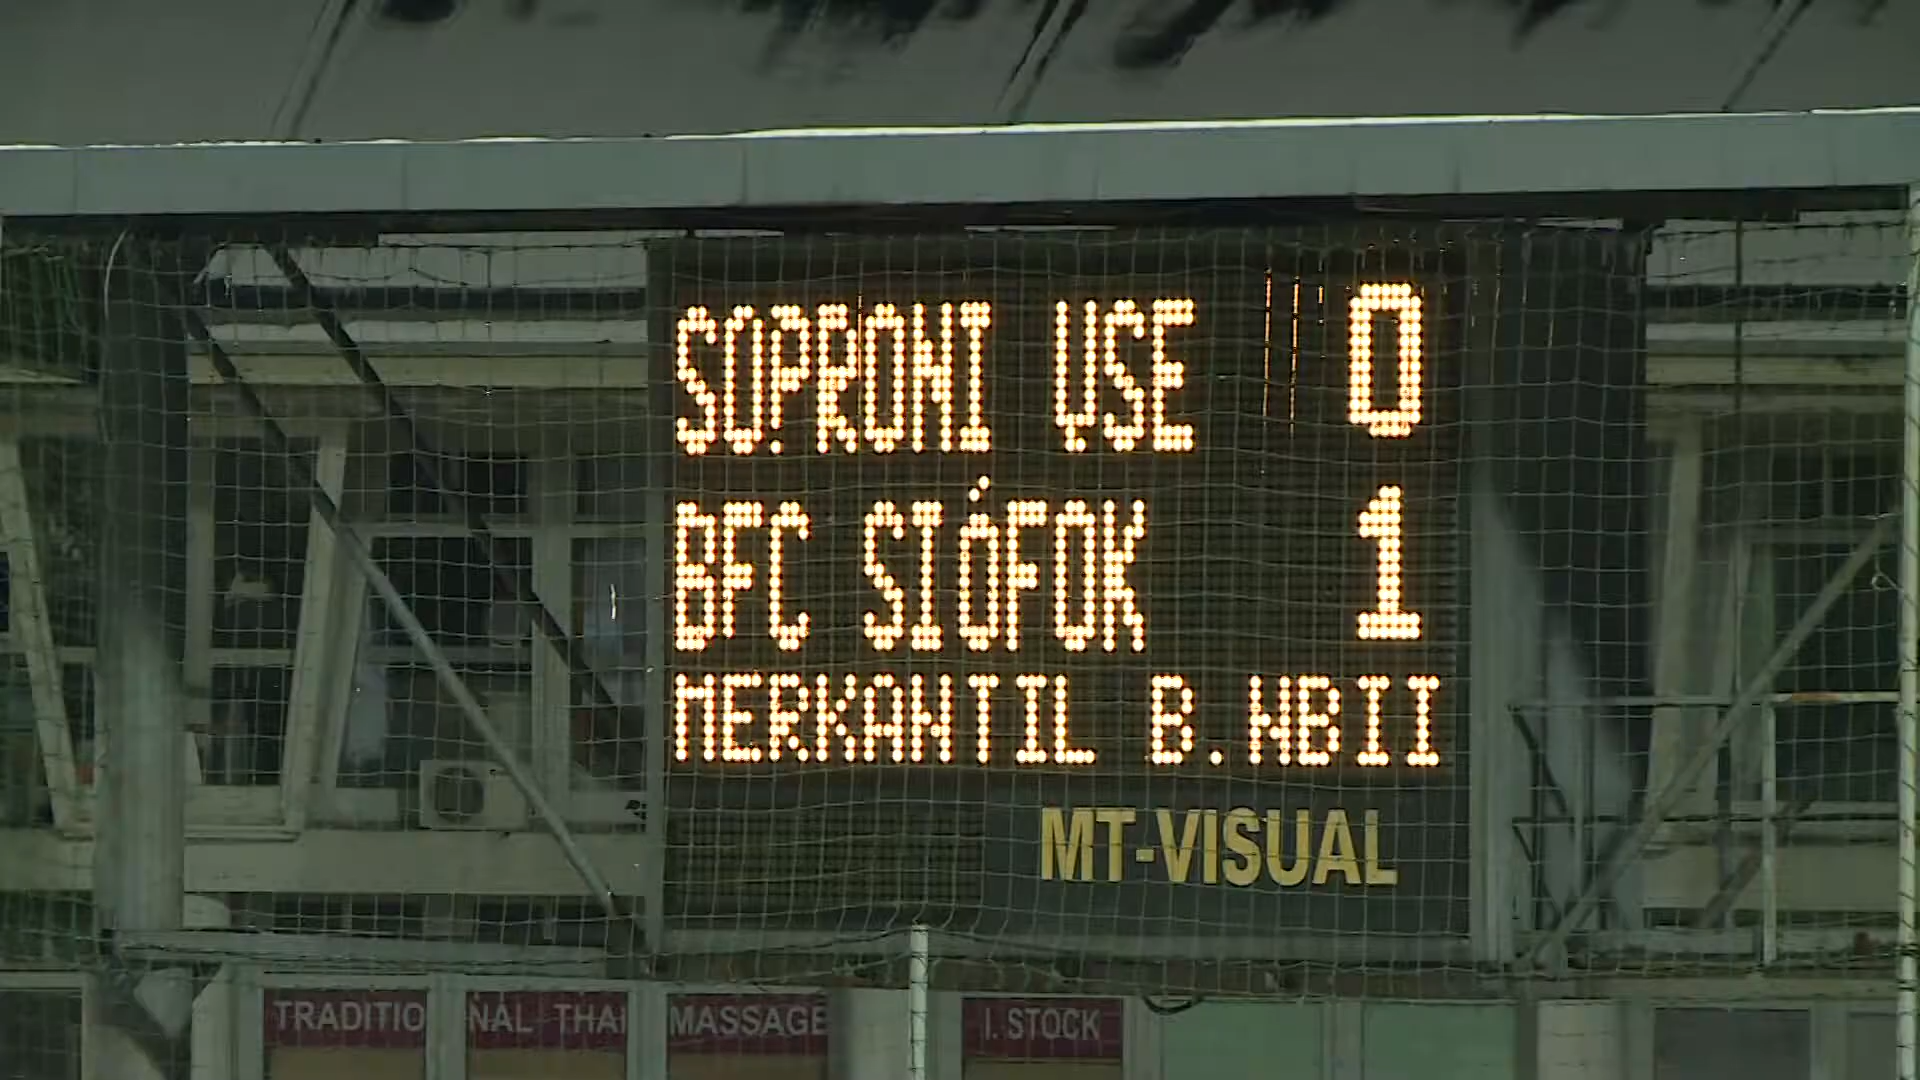 SOPRONI VSE 0
BFC SIÓFOK 1
MERKANTIL B.NBII
MT-VISUAL
TRADITIONAL THAI MASSAGE I. STOCK